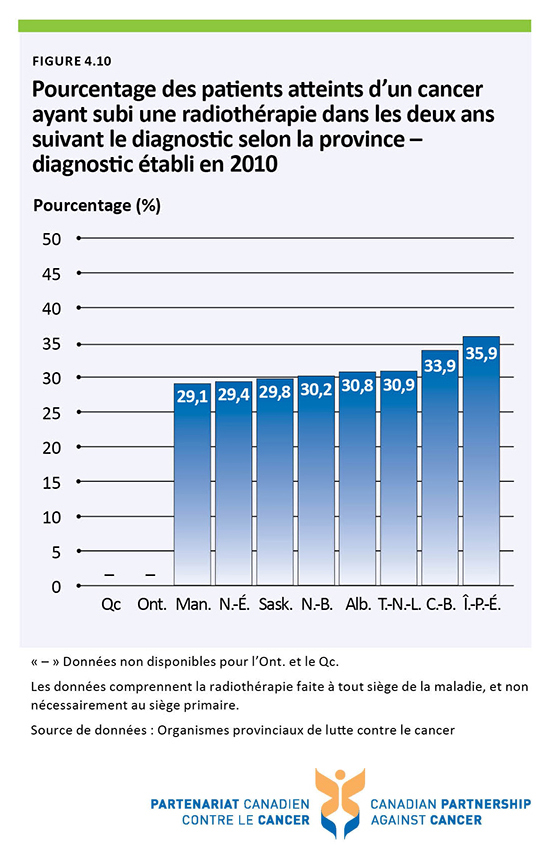 FIGURE 4.10
Pourcentage des patients atteints d’un cancer
ayant subi une radiothérapie dans les deux ans
suivant le diagnostic selon la province –
diagnostic établi en 2010
Pourcentage (%)
50
45
40
35
30
25
20
15
10
5
0
– – 29,1 29,4 29,8 30,2 30,8 30,9 33,9 35,9
Qc Ont. Man. N.-É. Sask. N.-B. Alb. T.-N.-L. C.-B. Î.-P.-É.
« – » Données non disponibles pour l’Ont. et le Qc.
Les données comprennent la radiothérapie faite à tout siège de la maladie, et non
nécessairement au siège primaire.
Source de données : Organismes provinciaux de lutte contre le cancer
PARTENARIAT CANADIEN
CONTRE LE CANCER
CANADIAN PARTNERSHIP
AGAINST CANCER